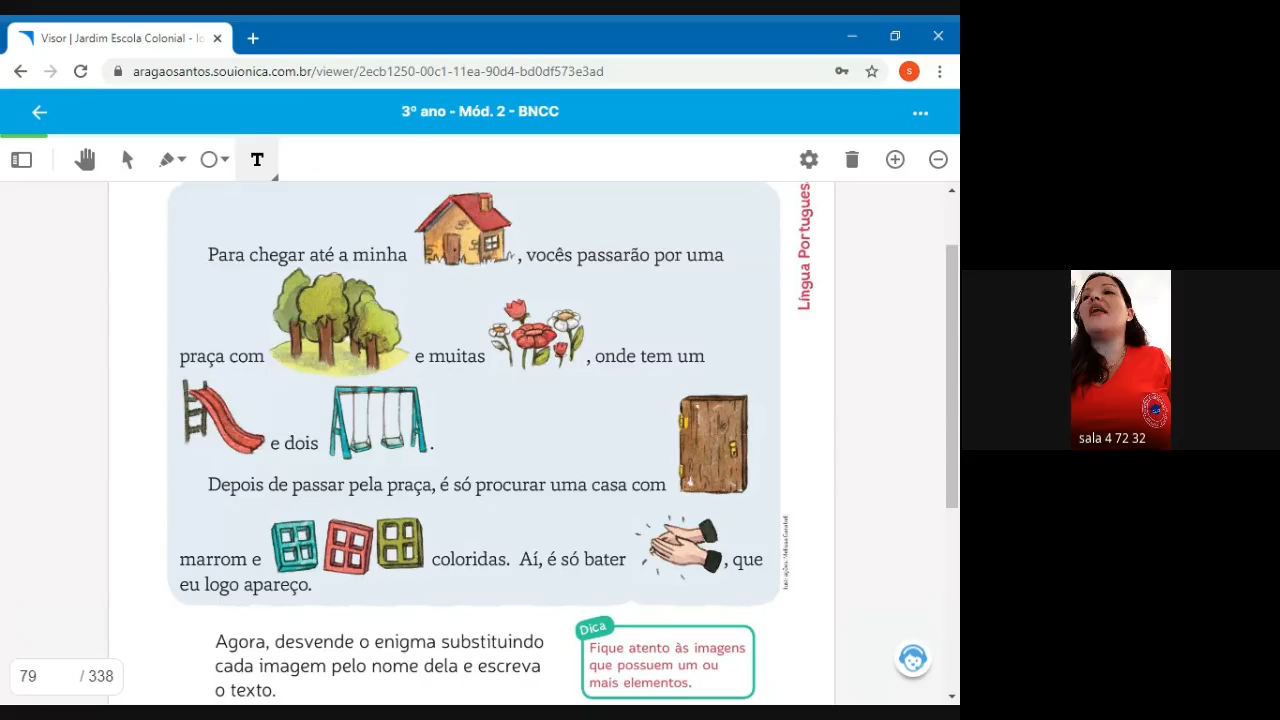 Visor | Jardim Escola Colonial - Io
aragaosantos.souionica.com.br/viewer/2ecb1250-00c1-11ea-90d4-bd0df573e3ad
S
3º ano - Mód. 2 - BNCC
T
Língua Portugues
Para chegar até a minha , vocês passarão por uma
praça com e muitas , onde tem um
e dois .
Depois de passar pela praça, é só procurar uma casa com
marrom e coloridas. Aí, é só bater , que
eu logo apareço.
Agora, desvende o enigma substituindo
cada imagem pelo nome dela e escreva
o texto.
Dica
Fique atento às imagens
que possuem um ou
mais elementos.
79 / 338
sala 4 72 32